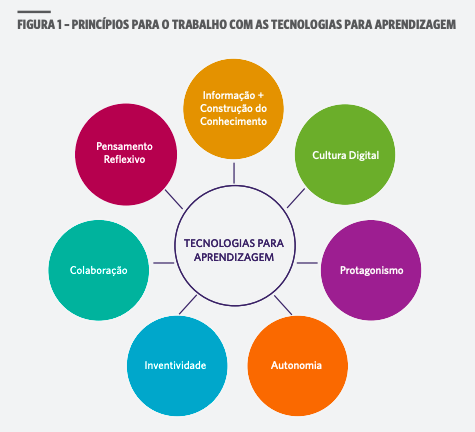 FIGURA 1 – PRINCÍPIOS PARA O TRABALHO COM AS TECNOLOGIAS PARA APRENDIZAGEM
Informação +
Construção do
Conhecimento
Pensamento
Reflexivo
Cultura Digital
TECNOLOGIAS PARA
APRENDIZAGEM
Colaboração
Protagonismo
Inventividade
Autonomia